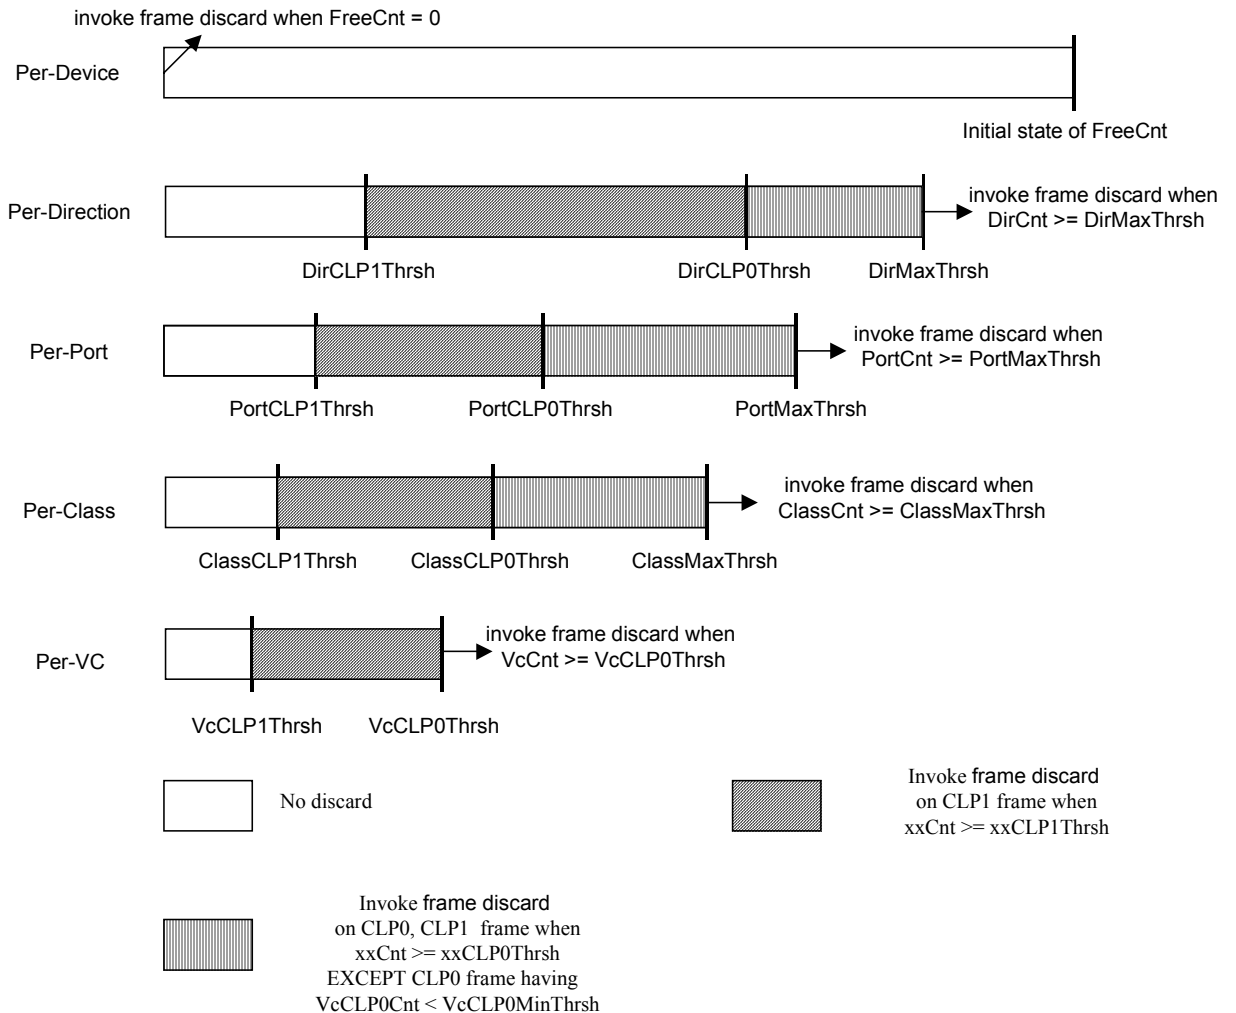 invoke frame discard when FreeCnt = 0
Per-Device
Initial state of FreeCnt
Per-Direction
invoke frame discard when
DirCnt >= DirMaxThrsh
DirCLP1Thrsh
DirCLP0Thrsh
DirMaxThrsh
Per-Port
invoke frame discard when
PortCnt >= PortMaxThrsh
PortCLP1Thrsh
PortCLP0Thrsh
PortMaxThrsh
Per-Class
invoke frame discard when
ClassCnt >= ClassMaxThrsh
ClassCLP1Thrsh
ClassCLP0Thrsh
ClassMaxThrsh
Per-VC
invoke frame discard when
VcCnt >= VcCLP0Thrsh
VcCLP1Thrsh
VcCLP0Thrsh
No discard
Invoke frame discard
on CLP1 frame when
xxCnt >= xxCLP1Thrsh
Invoke frame discard
on CLP0, CLP1 frame when
xxCnt >= xxCLP0Thrsh
EXCEPT CLP0 frame having
VcCLP0Cnt < VcCLP0MinThrsh